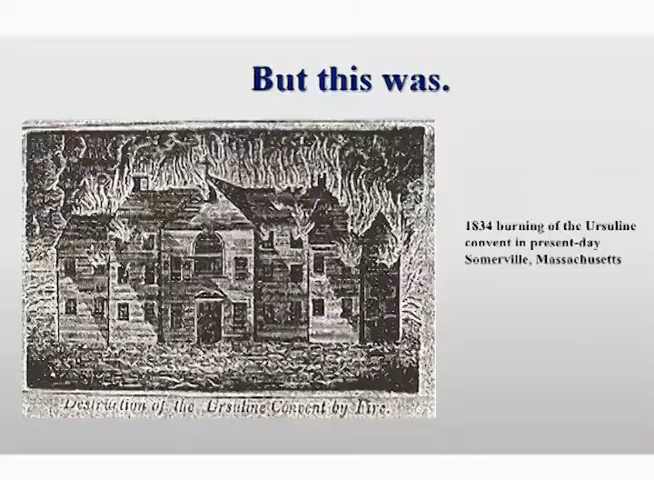 But this was.
1834 burning of the Ursuline
convent in present-day
Somerville, Massachusetts
Destruction of the Ursuline Convent by Fire.